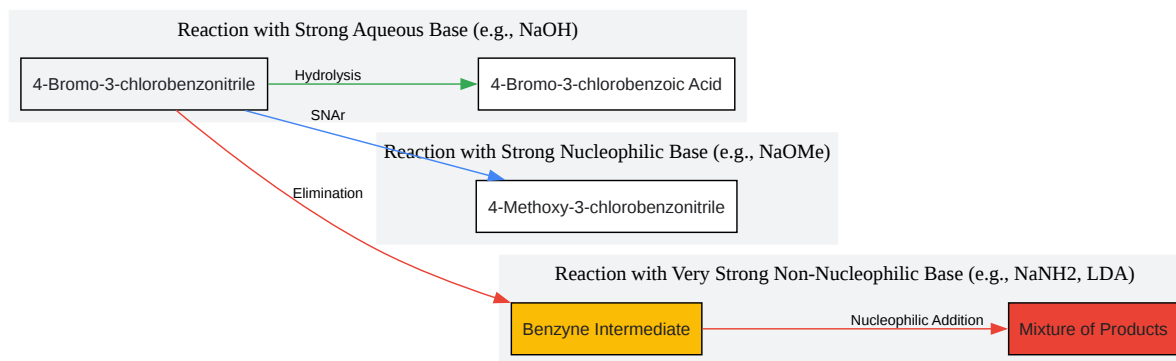 Reaction with Strong Aqueous Base (e.g., NaOH)
4-Bromo-3-chlorobenzonitrile
Hydrolysis
4-Bromo-3-chlorobenzoic Acid
SNAr
Reaction with Strong Nucleophilic Base (e.g., NaOMe)
Elimination
4-Methoxy-3-chlorobenzonitrile
Reaction with Very Strong Non-Nucleophilic Base (e.g., NaNH2, LDA)
Benzyne Intermediate
Nucleophilic Addition
Mixture of Products